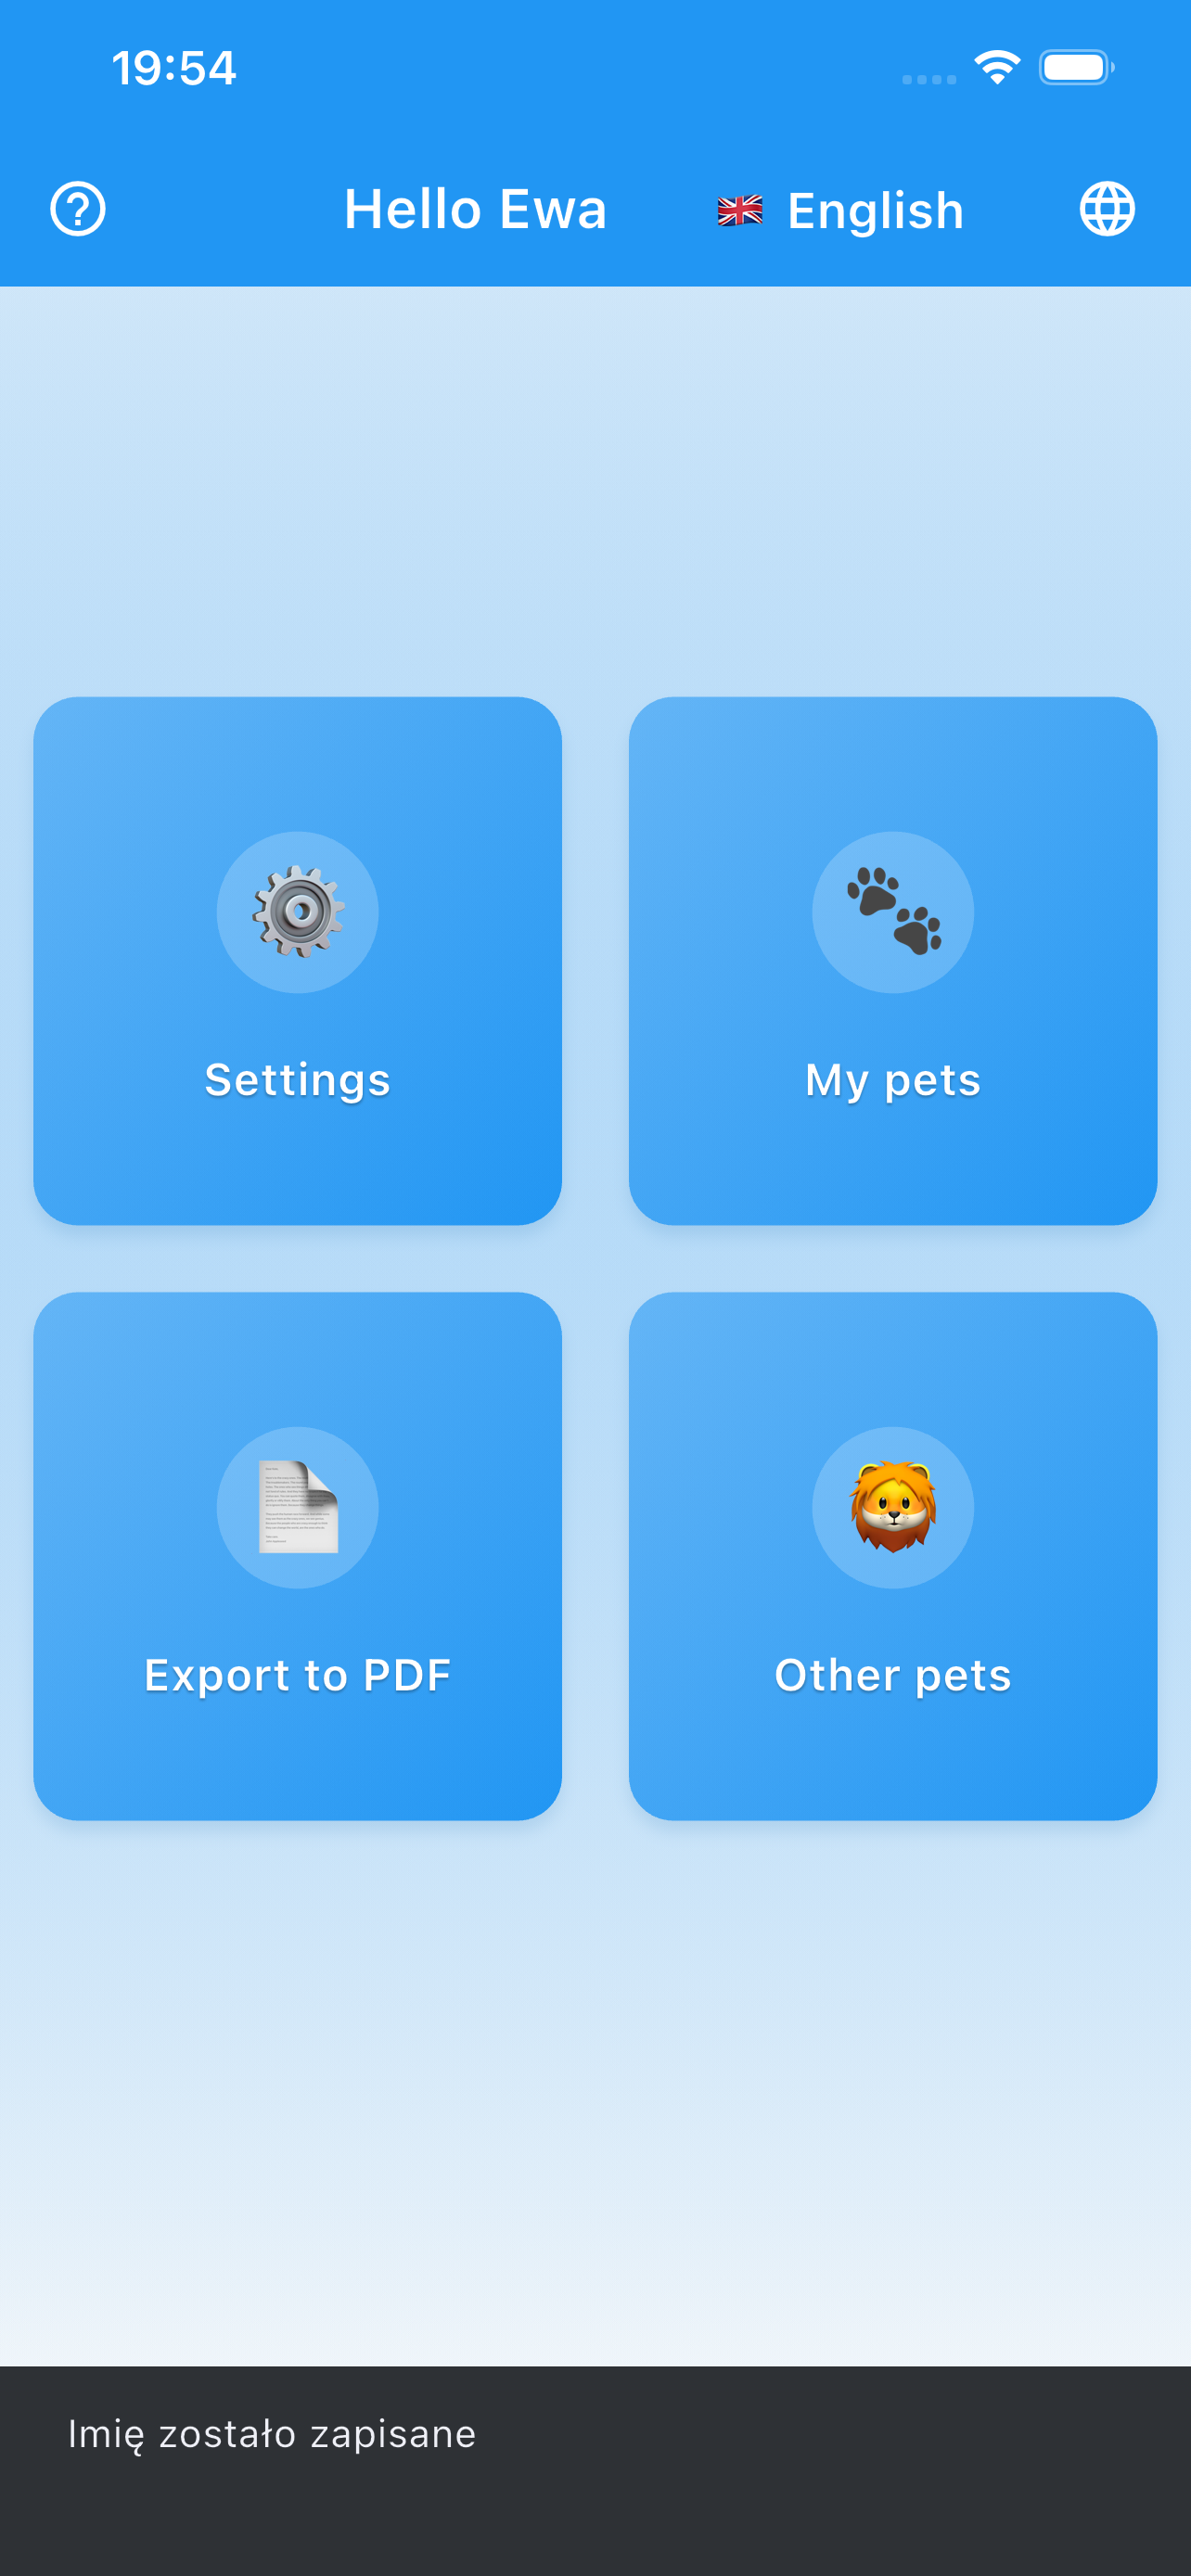 19:54
Hello Ewa
English
Settings
My pets
Export to PDF
Other pets
Imię zostało zapisane